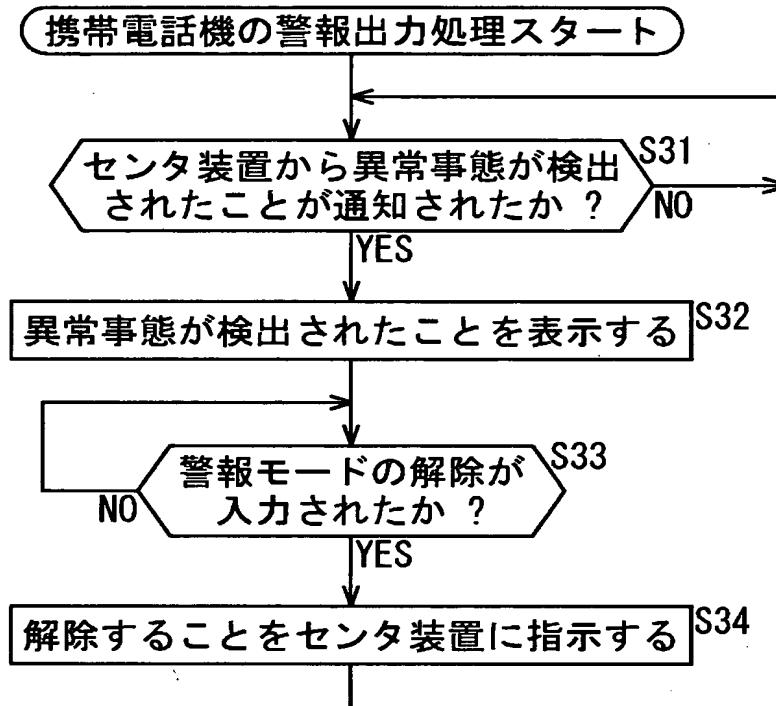 携帯電話機の警報出力処理スタート
センタ装置から異常事態が検出
されたことが通知されたか ?
S31
NO
YES
異常事態が検出されたことを表示する
S32
警報モードの解除が
入力されたか ?
S33
NO
YES
解除することをセンタ装置に指示する
S34